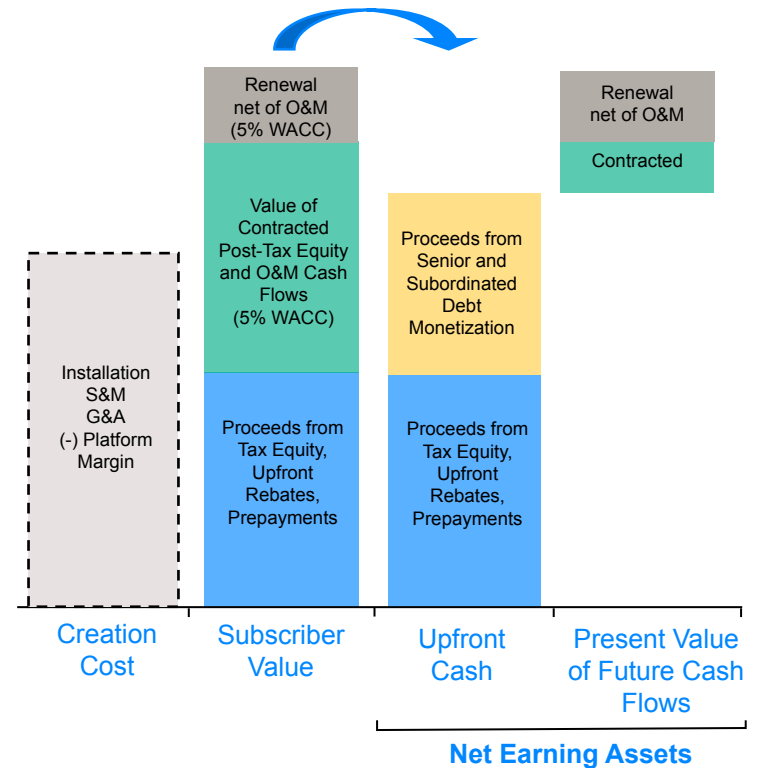 Installation
S&M
G&A
(-) Platform
Margin
Renewal
net of O&M
(5% WACC)
Value of
Contracted
Post-Tax Equity
and O&M Cash
Flows
(5% WACC)
Proceeds from
Tax Equity,
Upfront
Rebates,
Prepayments
Proceeds from
Senior and
Subordinated
Debt
Monetization
Proceeds from
Tax Equity,
Upfront
Rebates,
Prepayments
Renewal
net of O&M
Contracted
Creation
Cost
Subscriber
Value
Upfront
Cash
Present Value
of Future Cash
Flows
Net Earning Assets